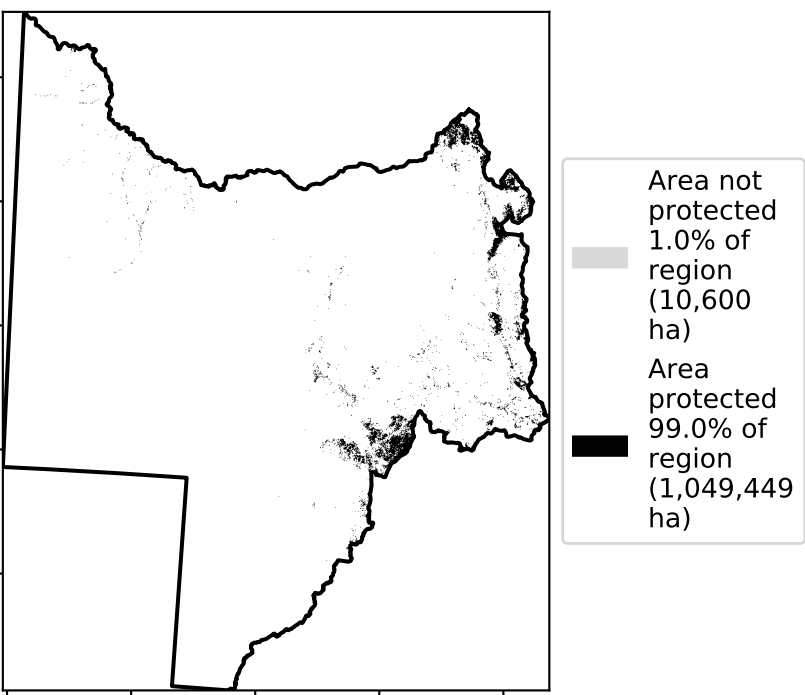 Area not
protected
1.0% of
region
(10,600
ha)
Area
protected
99.0% of
region
(1,049,449
ha)